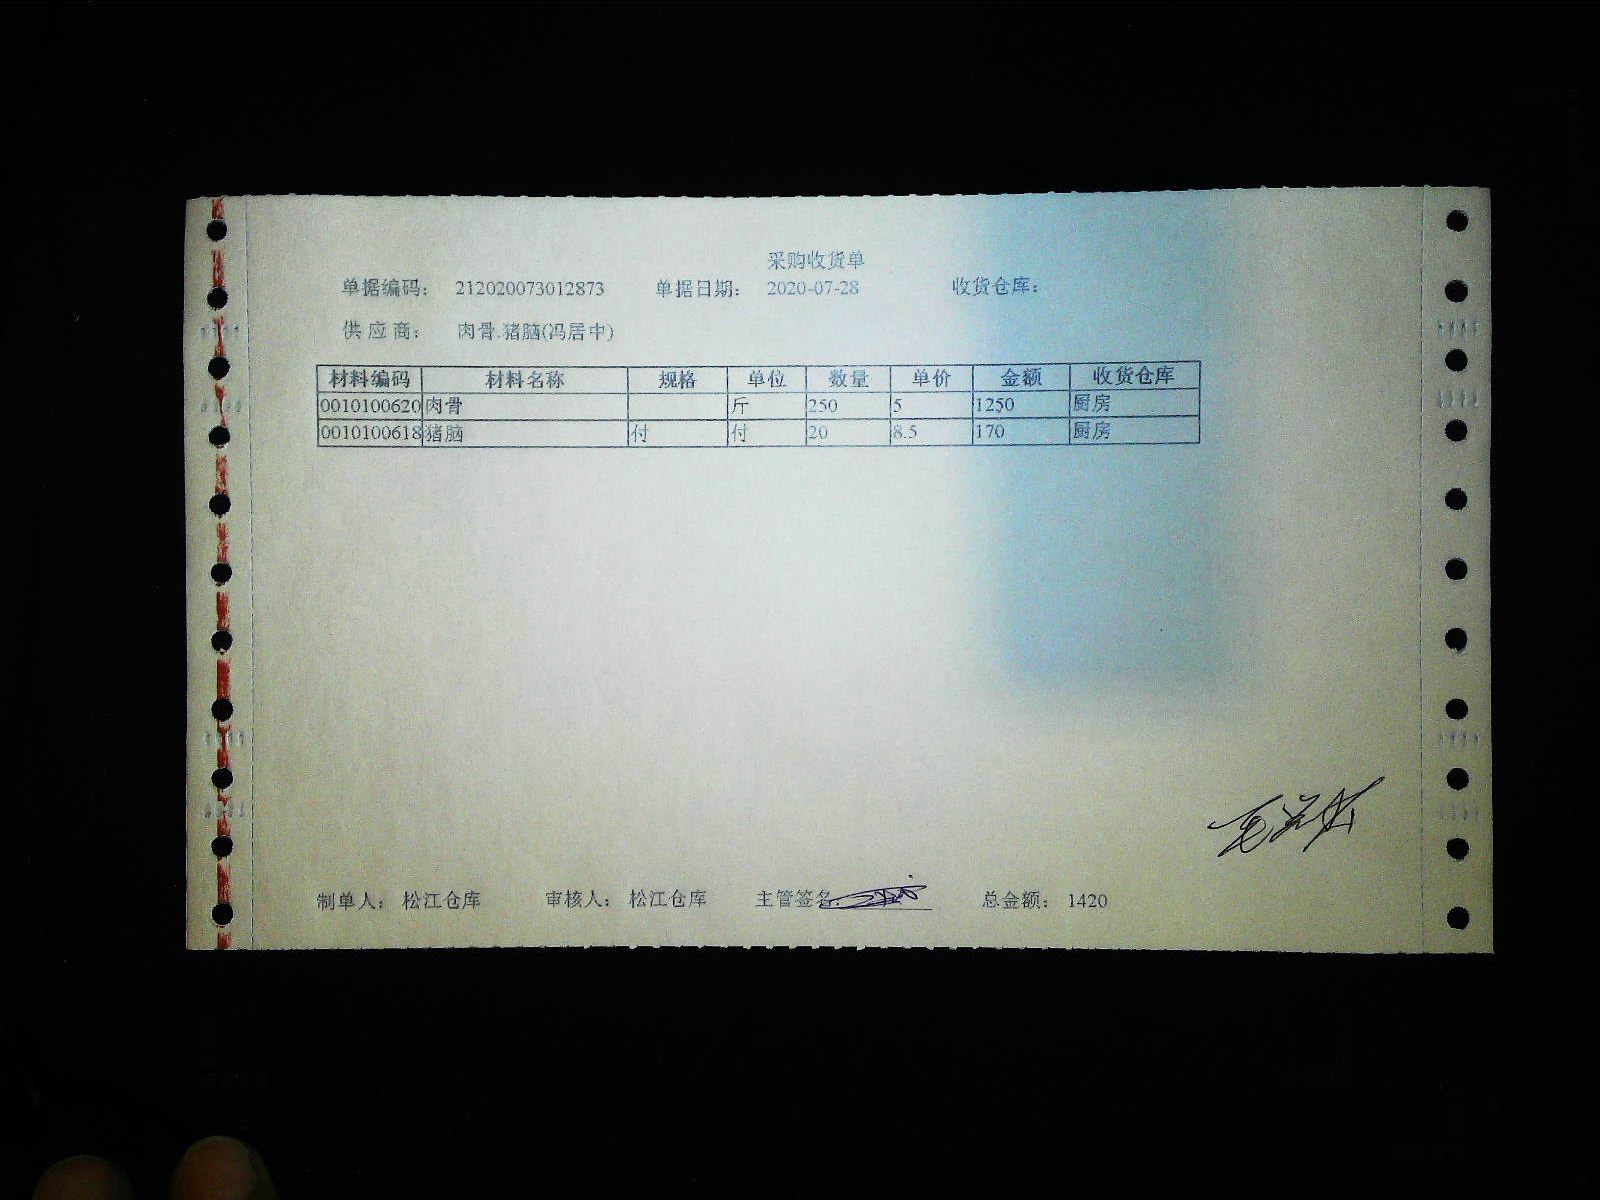 采购收货单
单据编码： 212020073012873 单据日期： 2020-07-28 收货仓库：
供应商： 肉骨.猪脑(冯居中)
材料编码 材料名称 规格 单位 数量 单价 金额 收货仓库
0010100620 肉骨 斤 250 5 1250 厨房
0010100618 猪脑 付 付 20 8.5 170 厨房
制单人： 松江仓库 审核人： 松江仓库 主管签名: 总金额： 1420